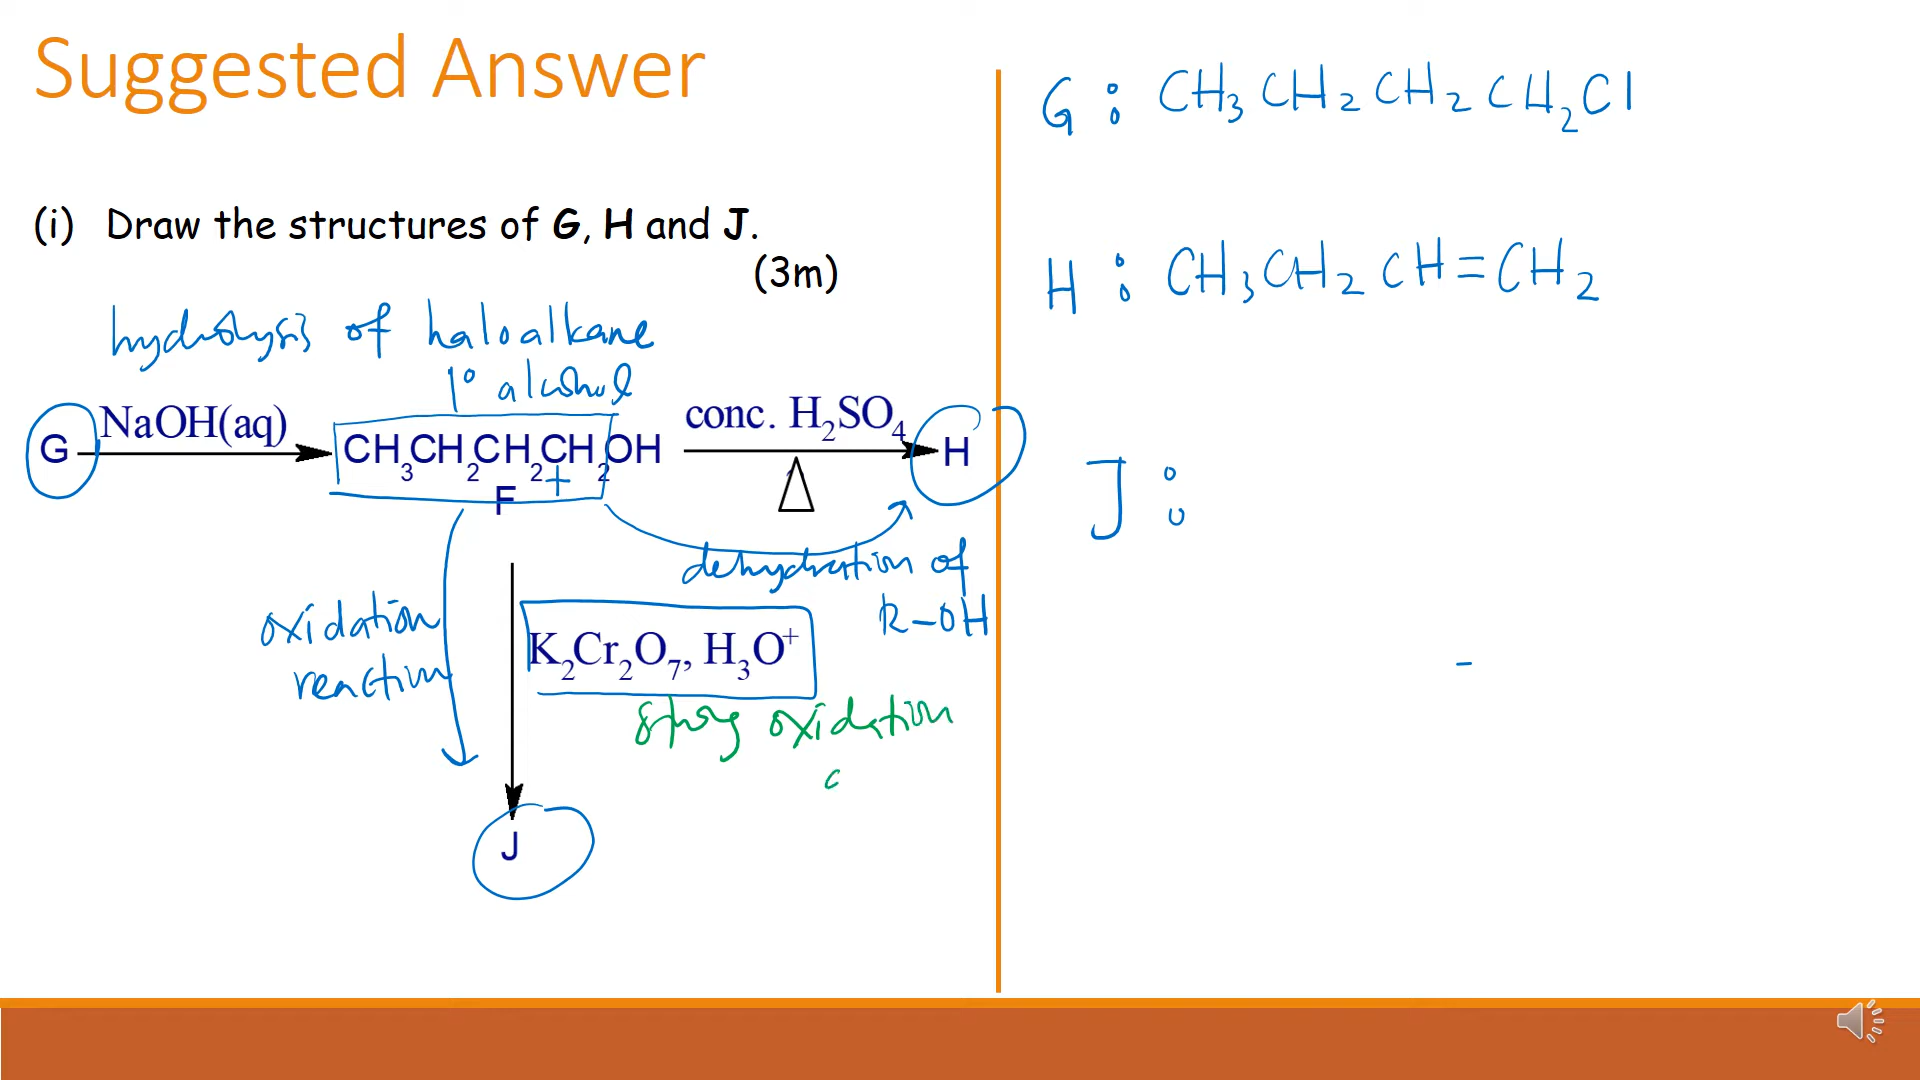 Suggested Answer
(i) Draw the structures of G, H and J.
(3m)
hydrolysis of haloalkane
1° alcohol
G NaOH(aq) CH3CH2CH2CH2OH conc. H2SO4 H
+
F
△
dehydration of
R-OH
oxidation
reaction
K2Cr2O7, H3O+
strong oxidation
J
G : CH3CH2CH2CH2Cl
H : CH3CH2CH=CH2
J :